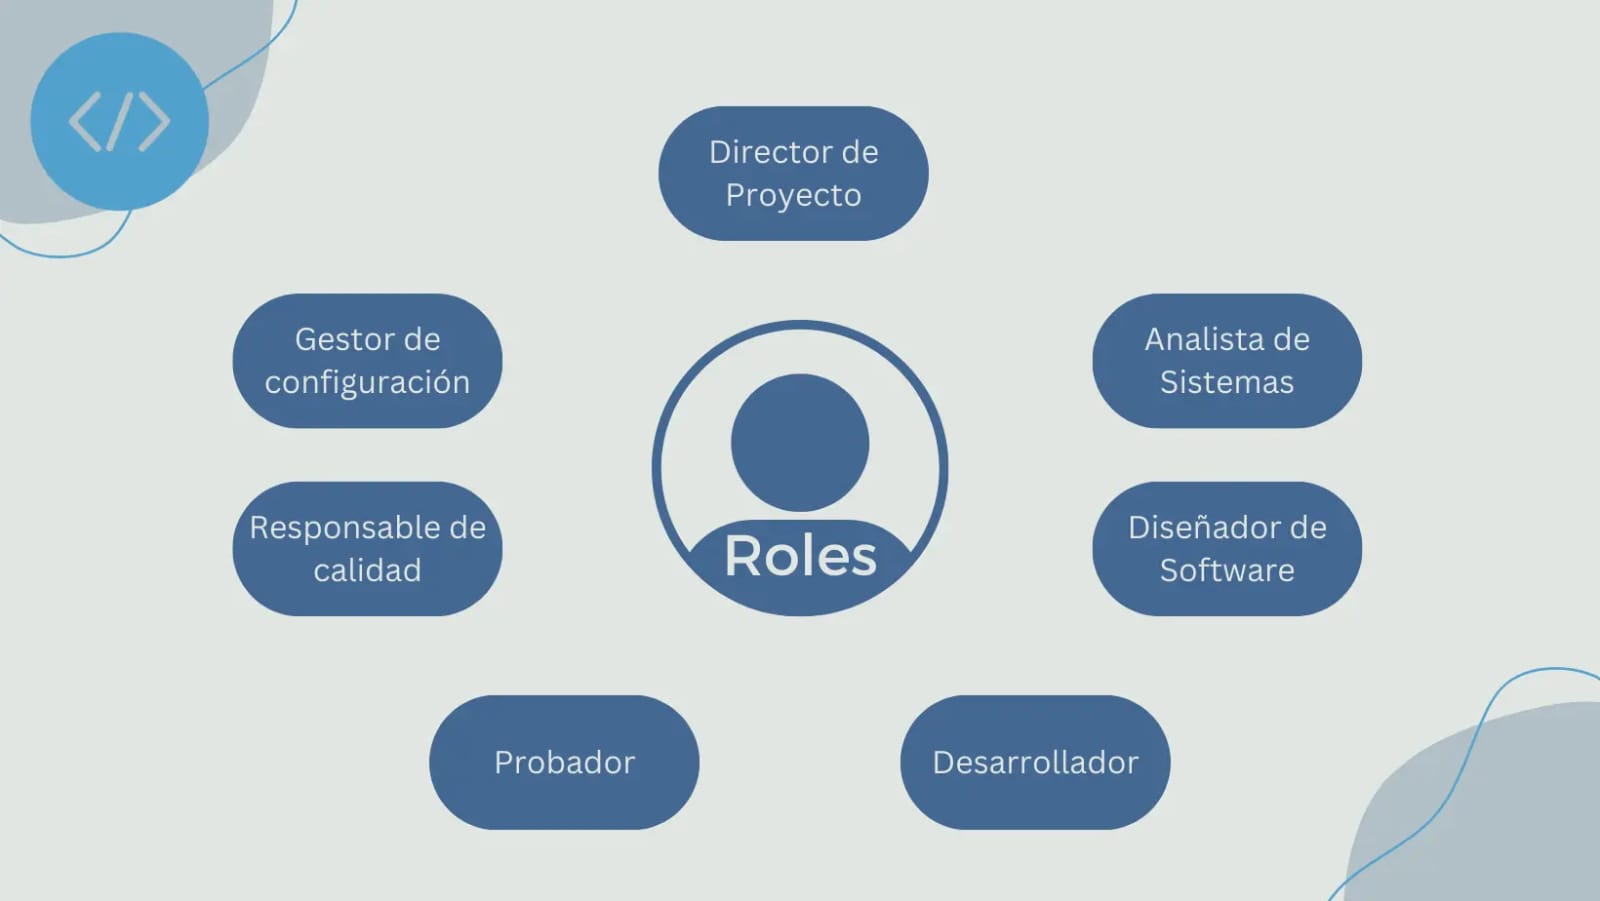 Director de
Proyecto
Gestor de
configuración
Analista de
Sistemas
Responsable de
calidad
Roles
Diseñador de
Software
Probador
Desarrollador